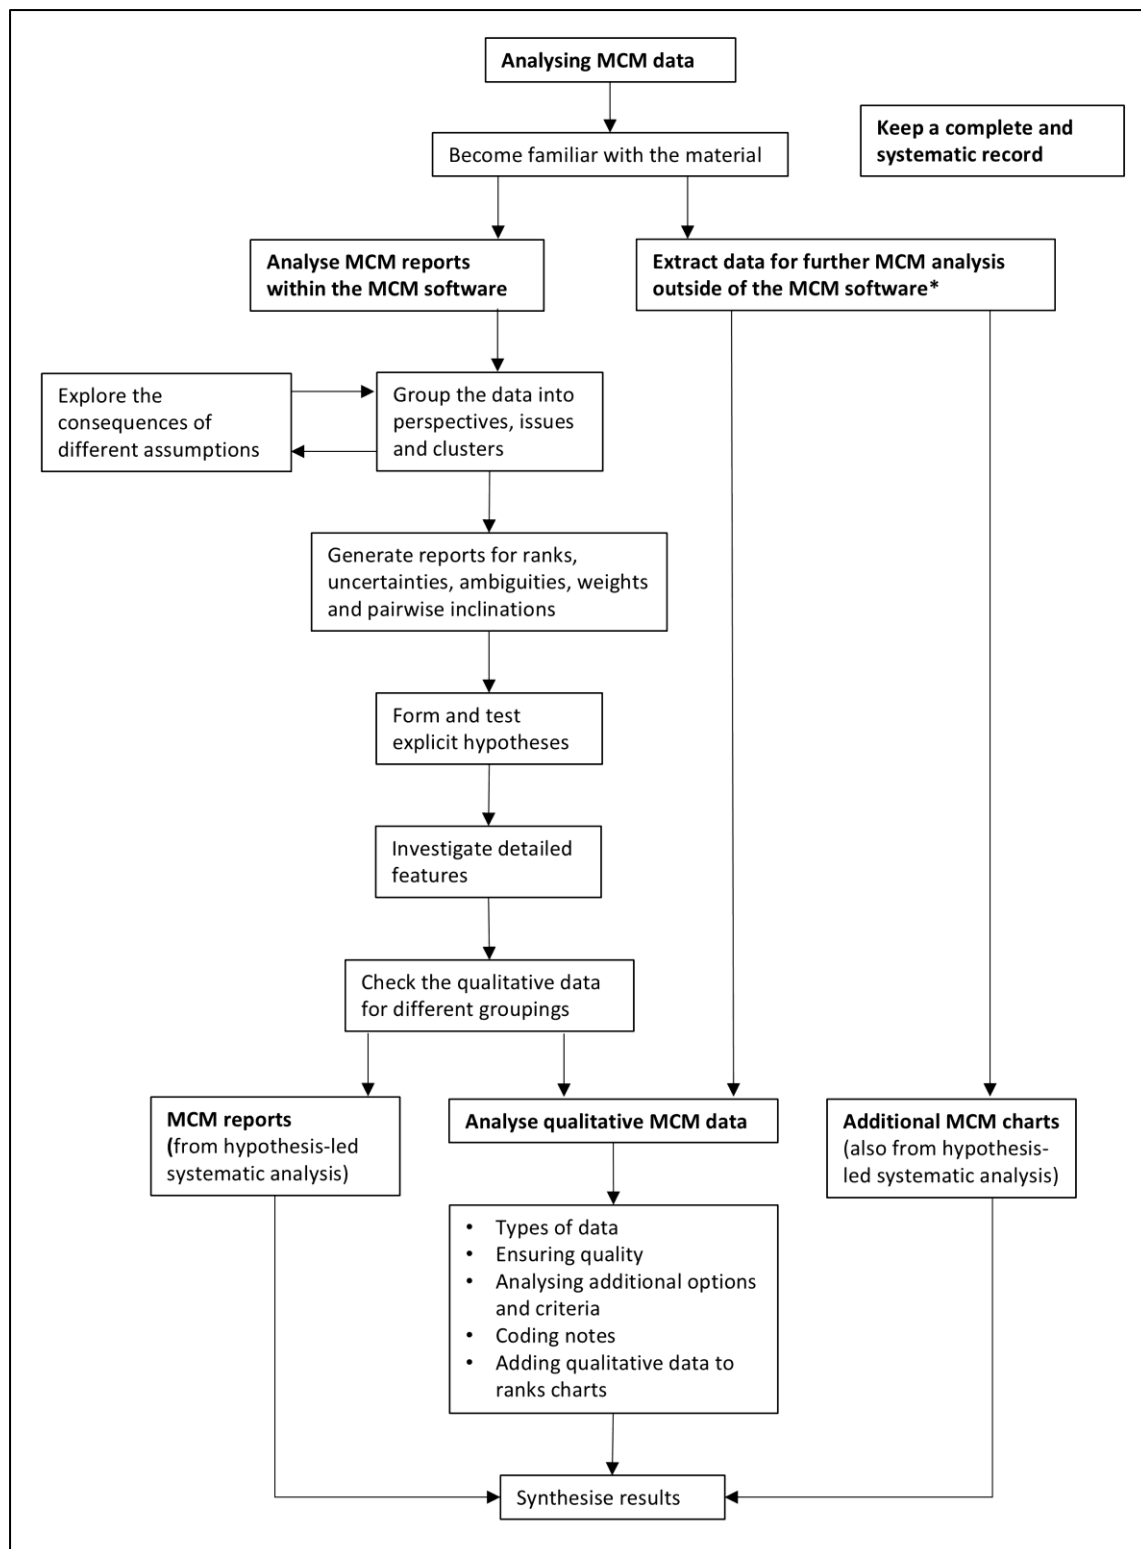 Analysing MCM data
Become familiar with the material
Keep a complete and
systematic record
Analyse MCM reports
within the MCM software
Extract data for further MCM analysis
outside of the MCM software*
Explore the
consequences of
different assumptions
Group the data into
perspectives, issues
and clusters
Generate reports for ranks,
uncertainties, ambiguities, weights
and pairwise inclinations
Form and test
explicit hypotheses
Investigate detailed
features
Check the qualitative data
for different groupings
MCM reports
(from hypothesis-led
systematic analysis)
Analyse qualitative MCM data
Additional MCM charts
(also from hypothesis-
led systematic analysis)
• Types of data
• Ensuring quality
• Analysing additional options
and criteria
• Coding notes
• Adding qualitative data to
ranks charts
Synthesise results